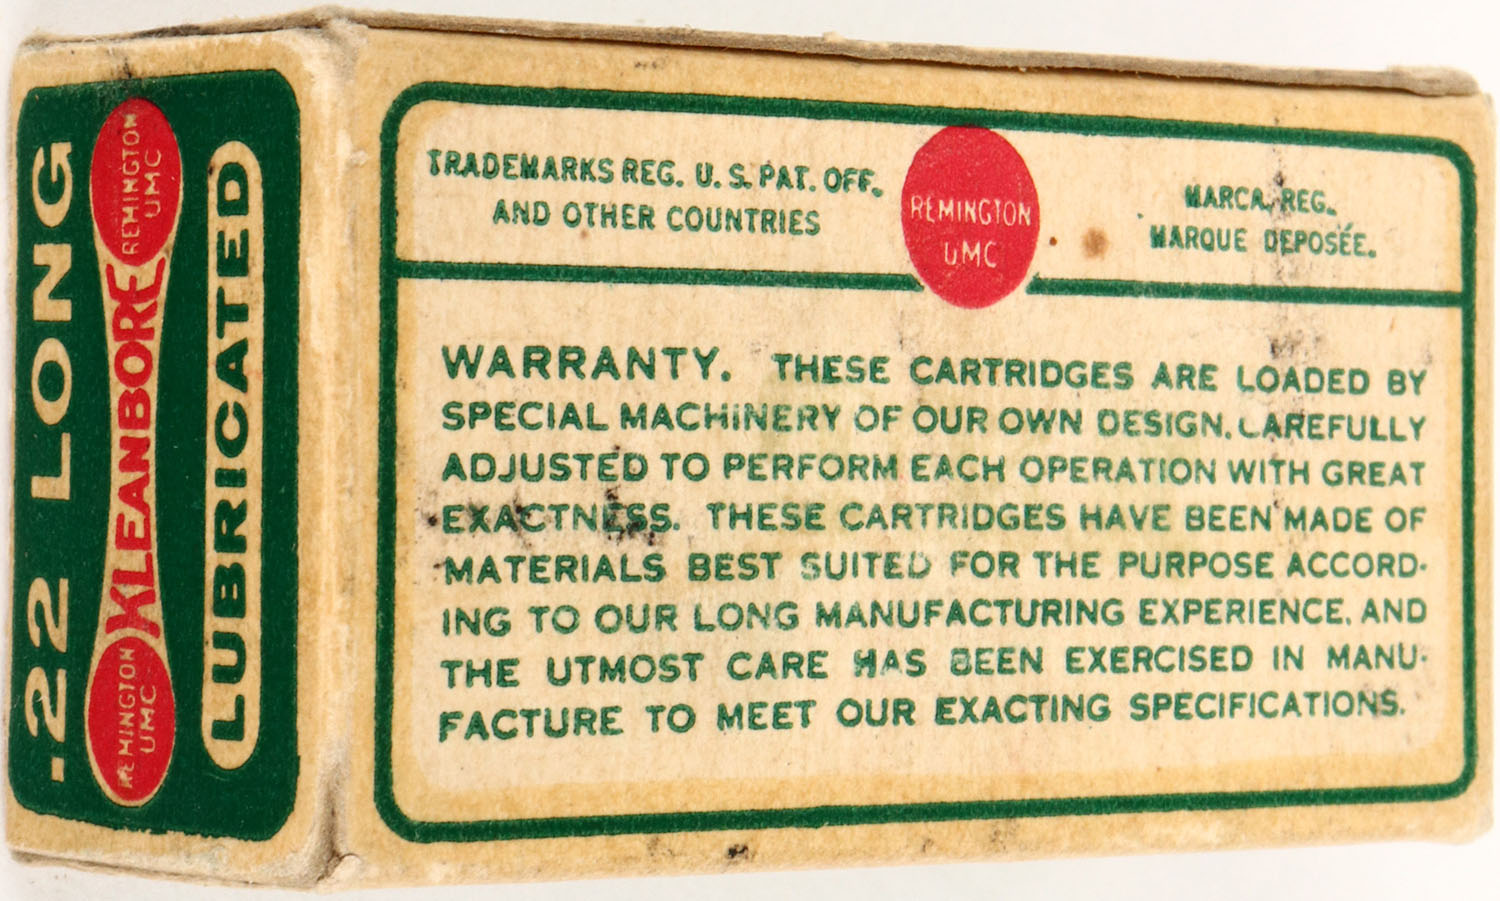 .22 LONG
REMINGTON
UMC
KLEANBORE
REMINGTON
UMC
LUBRICATED
TRADEMARKS REG. U. S. PAT. OFF.
AND OTHER COUNTRIES
REMINGTON
UMC
MARCA REG.
MARQUE DEPOSÉE.
WARRANTY. THESE CARTRIDGES ARE LOADED BY
SPECIAL MACHINERY OF OUR OWN DESIGN. CAREFULLY
ADJUSTED TO PERFORM EACH OPERATION WITH GREAT
EXACTNESS. THESE CARTRIDGES HAVE BEEN MADE OF
MATERIALS BEST SUITED FOR THE PURPOSE ACCORD-
ING TO OUR LONG MANUFACTURING EXPERIENCE. AND
THE UTMOST CARE HAS BEEN EXERCISED IN MANU-
FACTURE TO MEET OUR EXACTING SPECIFICATIONS.